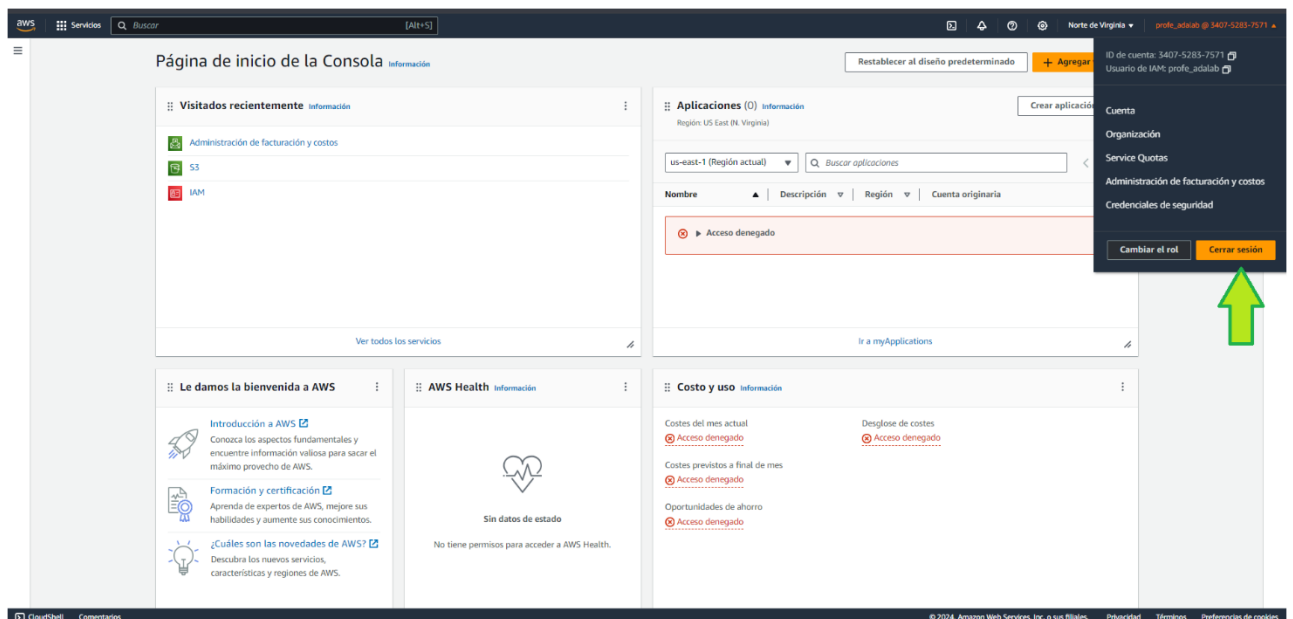 aws
Servicios
Buscar
[Alt+S]
Norte de Virginia
profe_adalab @ 3407-5283-7571
ID de cuenta: 3407-5283-7571
Usuario de IAM: profe_adalab
Cuenta
Organización
Service Quotas
Administración de facturación y costos
Credenciales de seguridad
Cambiar el rol
Cerrar sesión
Página de inicio de la Consola Información
Restablecer al diseño predeterminado
+ Agregar
Visitados recientemente Información
Administración de facturación y costos
S3
IAM
Ver todos los servicios
Aplicaciones (0) Información
Región: US East (N. Virginia)
Crear aplicación
us-east-1 (Región actual)
Buscar aplicaciones
Nombre
Descripción
Región
Cuenta originaria
Acceso denegado
Ir a myApplications
Le damos la bienvenida a AWS
Introducción a AWS
Conozca los aspectos fundamentales y
encuentre información valiosa para sacar el
máximo provecho de AWS.
Formación y certificación
Aprenda de expertos de AWS, mejore sus
habilidades y aumente sus conocimientos.
¿Cuáles son las novedades de AWS?
Descubra los nuevos servicios,
características y regiones de AWS.
AWS Health Información
Sin datos de estado
No tiene permisos para acceder a AWS Health.
Costo y uso Información
Costes del mes actual
Acceso denegado
Costes previstos a final de mes
Acceso denegado
Oportunidades de ahorro
Acceso denegado
Desglose de costes
Acceso denegado
CloudShell
Comentarios
© 2024, Amazon Web Services, Inc. o sus filiales.
Privacidad
Términos
Preferencias de cookies